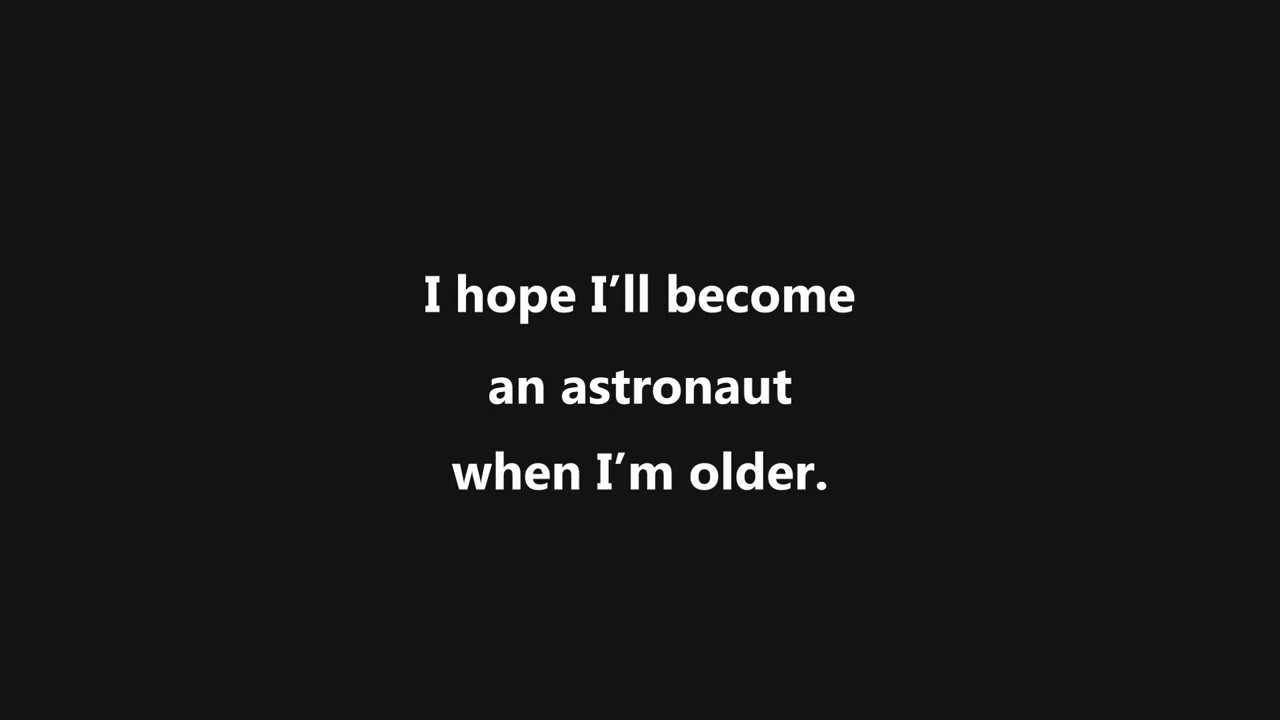 I hope I’ll become
an astronaut
when I’m older.